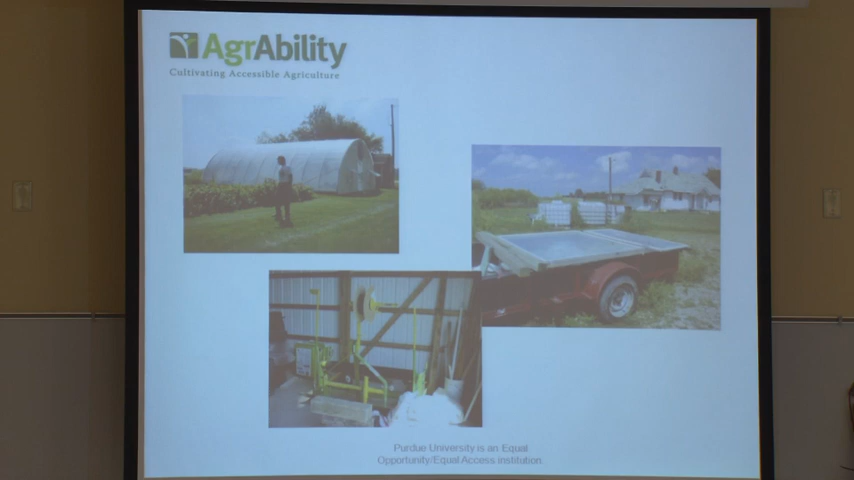 AgrAbility
Cultivating Accessible Agriculture
Purdue University is an Equal
Opportunity/Equal Access institution.